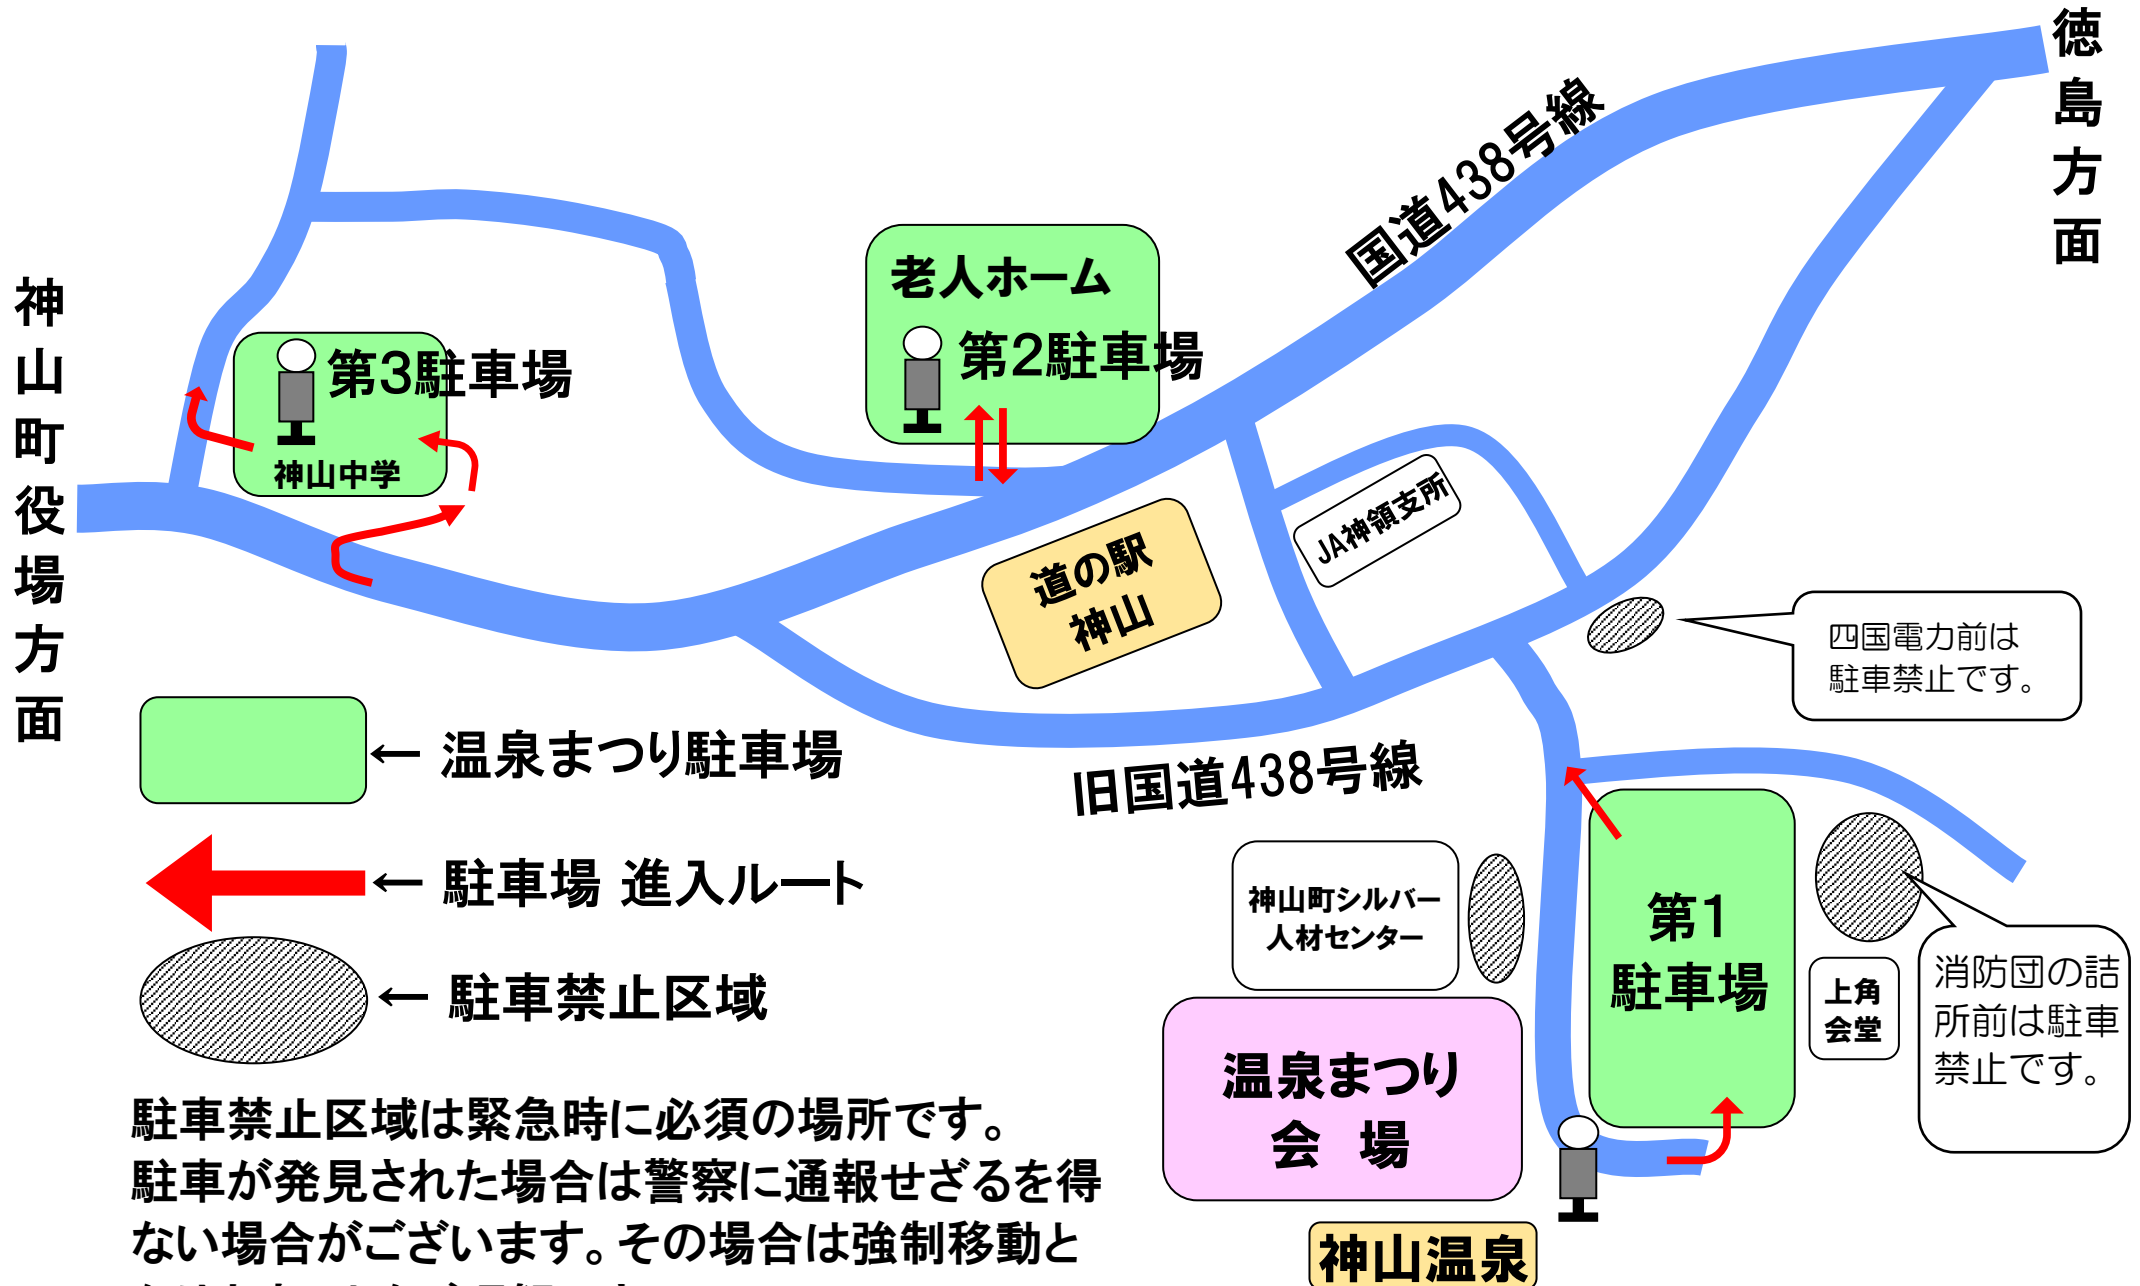 徳島方面
国道438号線
神山町役場方面
老人ホーム
第2駐車場
第3駐車場
神山中学
JA神領支所
道の駅
神山
四国電力前は
駐車禁止です。
←温泉まつり駐車場
旧国道438号線
←駐車場 進入ルート
←駐車禁止区域
神山町シルバー
人材センター
第1
駐車場
上角
会堂
消防団の詰
所前は駐車
禁止です。
温泉まつり
会　場
神山温泉
駐車禁止区域は緊急時に必須の場所です。
駐車が発見された場合は警察に通報せざるを得
ない場合がございます。その場合は強制移動と